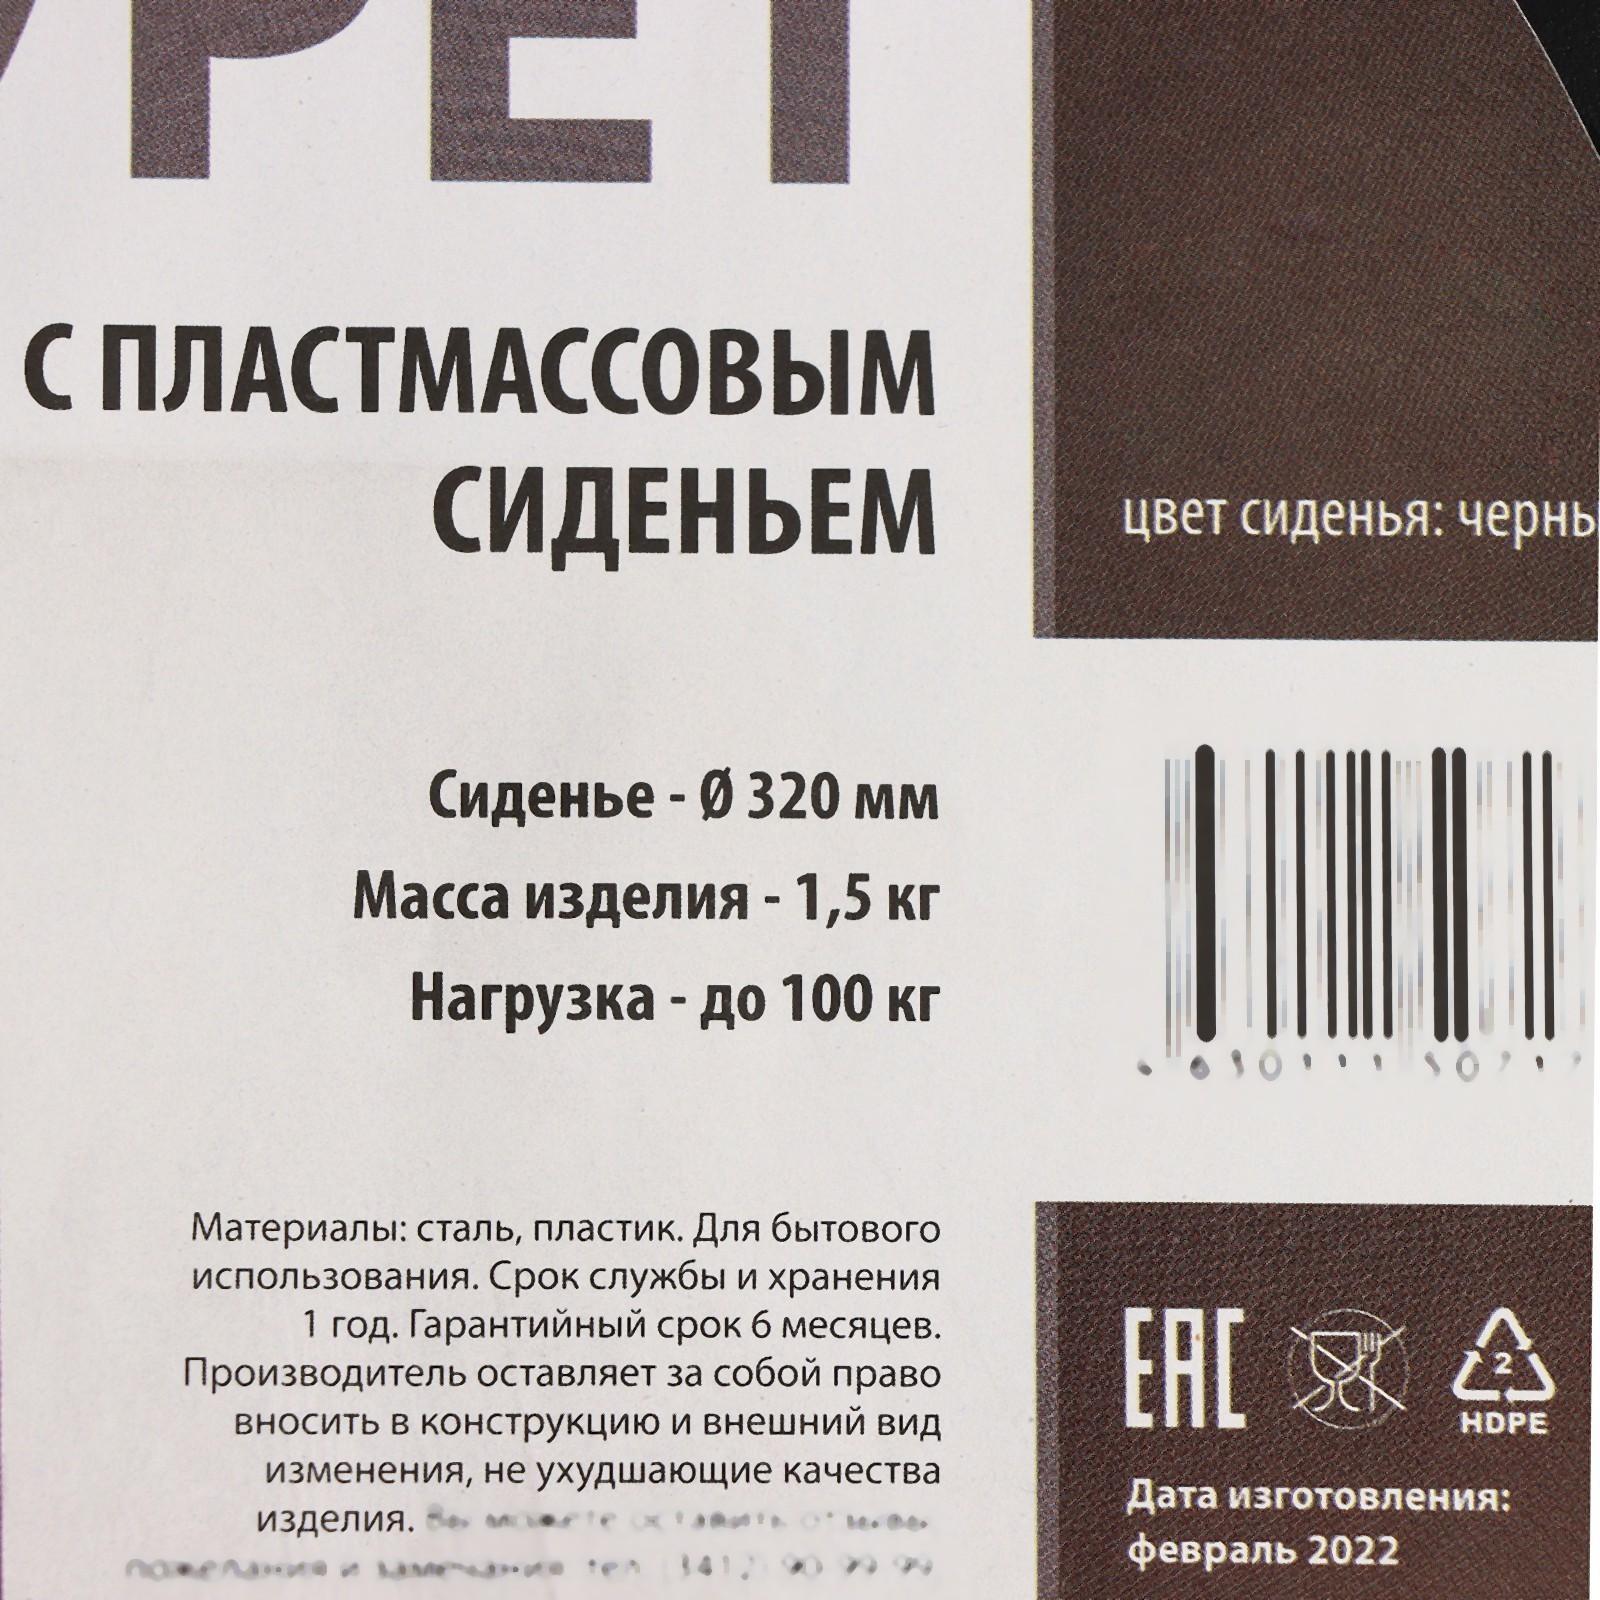 РЕТ
С ПЛАСТМАССОВЫМ
СИДЕНЬЕМ
цвет сиденья: черны
Сиденье - Ø 320 мм
Масса изделия - 1,5 кг
Нагрузка - до 100 кг
Материалы: сталь, пластик. Для бытового
использования. Срок службы и хранения
1 год. Гарантийный срок 6 месяцев.
Производитель оставляет за собой право
вносить в конструкцию и внешний вид
изменения, не ухудшающие качества
изделия.
ЕАС
2
HDPE
Дата изготовления:
февраль 2022